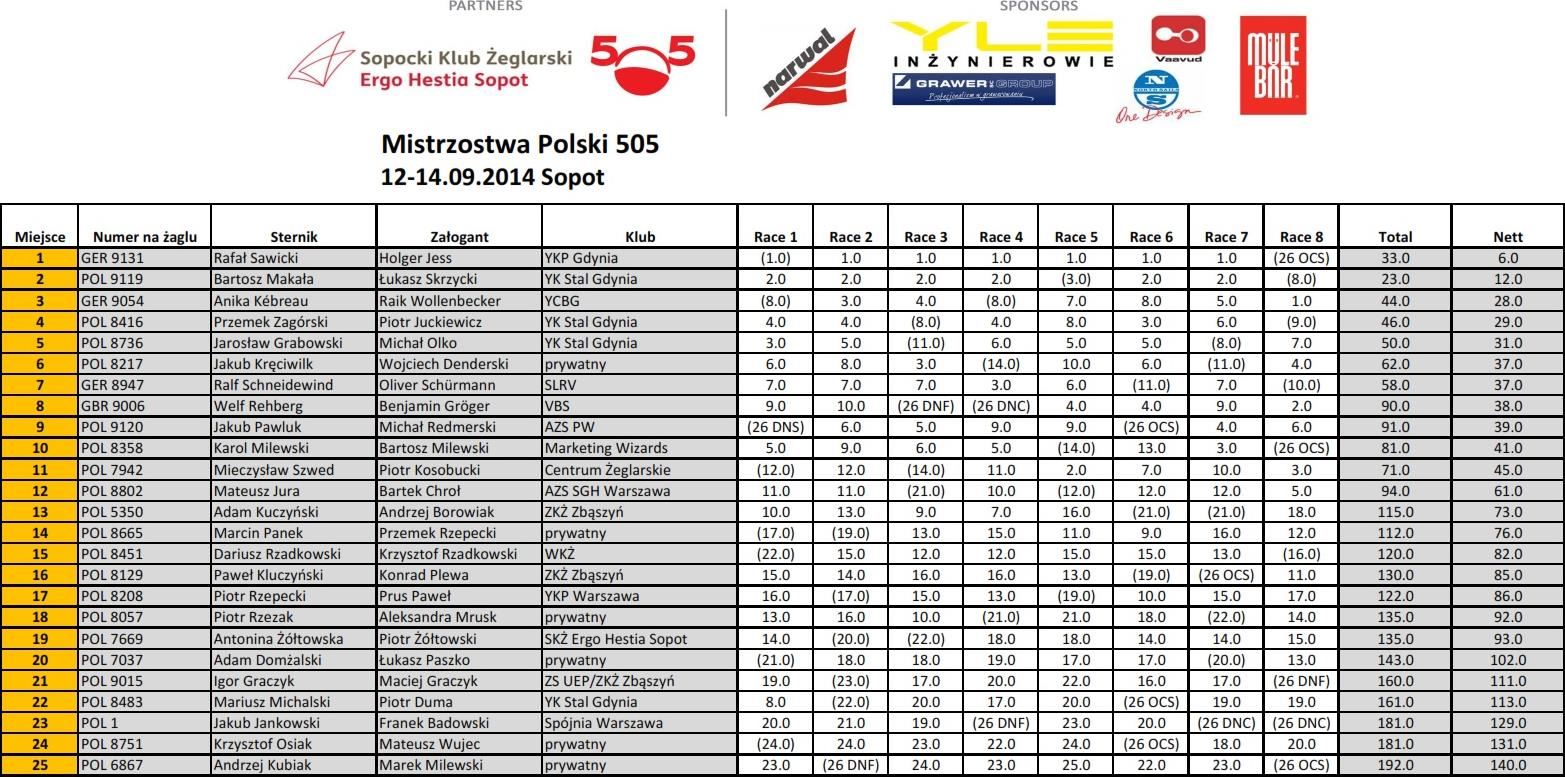 PARTNERS SPONSORS
Sopocki Klub Żeglarski
Ergo Hestia Sopot
505
narwal
YLE
INŻYNIEROWIE
GRAWER GROUP
Profesjonalizm w grawerowaniu
Vaavud
N
NORTH SAILS
S
One Design
MULE
BAR
Mistrzostwa Polski 505
12-14.09.2014 Sopot
Miejsce Numer na żaglu Sternik Załogant Klub Race 1 Race 2 Race 3 Race 4 Race 5 Race 6 Race 7 Race 8 Total Nett
1 GER 9131 Rafał Sawicki Holger Jess YKP Gdynia (1.0) 1.0 1.0 1.0 1.0 1.0 1.0 (26 OCS) 33.0 6.0
2 POL 9119 Bartosz Makała Łukasz Skrzycki YK Stal Gdynia 2.0 2.0 2.0 2.0 (3.0) 2.0 2.0 (8.0) 23.0 12.0
3 GER 9054 Anika Kébreau Raik Wollenbecker YCBG (8.0) 3.0 4.0 (8.0) 7.0 8.0 5.0 1.0 44.0 28.0
4 POL 8416 Przemek Zagórski Piotr Juckiewicz YK Stal Gdynia 4.0 4.0 (8.0) 4.0 8.0 3.0 6.0 (9.0) 46.0 29.0
5 POL 8736 Jarosław Grabowski Michał Olko YK Stal Gdynia 3.0 5.0 (11.0) 6.0 5.0 5.0 (8.0) 7.0 50.0 31.0
6 POL 8217 Jakub Kręciwilk Wojciech Denderski prywatny 6.0 8.0 3.0 (14.0) 10.0 6.0 (11.0) 4.0 62.0 37.0
7 GER 8947 Ralf Schneidewind Oliver Schürmann SLRV 7.0 7.0 7.0 3.0 6.0 (11.0) 7.0 (10.0) 58.0 37.0
8 GBR 9006 Welf Rehberg Benjamin Gröger VBS 9.0 10.0 (26 DNF) (26 DNC) 4.0 4.0 9.0 2.0 90.0 38.0
9 POL 9120 Jakub Pawluk Michał Redmerski AZS PW (26 DNS) 6.0 5.0 9.0 9.0 (26 OCS) 4.0 6.0 91.0 39.0
10 POL 8358 Karol Milewski Bartosz Milewski Marketing Wizards 5.0 9.0 6.0 5.0 (14.0) 13.0 3.0 (26 OCS) 81.0 41.0
11 POL 7942 Mieczysław Szwed Piotr Kosobucki Centrum Żeglarskie (12.0) 12.0 (14.0) 11.0 2.0 7.0 10.0 3.0 71.0 45.0
12 POL 8802 Mateusz Jura Bartek Chroł AZS SGH Warszawa 11.0 11.0 (21.0) 10.0 (12.0) 12.0 12.0 5.0 94.0 61.0
13 POL 5350 Adam Kuczyński Andrzej Borowiak ZKŻ Zbąszyń 10.0 13.0 9.0 7.0 16.0 (21.0) (21.0) 18.0 115.0 73.0
14 POL 8665 Marcin Panek Przemek Rzepecki prywatny (17.0) (19.0) 13.0 15.0 11.0 9.0 16.0 12.0 112.0 76.0
15 POL 8451 Dariusz Rzadkowski Krzysztof Rzadkowski WKŻ (22.0) 15.0 12.0 12.0 15.0 15.0 13.0 (16.0) 120.0 82.0
16 POL 8129 Paweł Kluczyński Konrad Plewa ZKŻ Zbąszyń 15.0 14.0 16.0 16.0 13.0 (19.0) (26 OCS) 11.0 130.0 85.0
17 POL 8208 Piotr Rzepecki Prus Paweł YKP Warszawa 16.0 (17.0) 15.0 13.0 (19.0) 10.0 15.0 17.0 122.0 86.0
18 POL 8057 Piotr Rzezak Aleksandra Mrusk prywatny 13.0 16.0 10.0 (21.0) 21.0 18.0 (22.0) 14.0 135.0 92.0
19 POL 7669 Antonina Żółtowska Piotr Żółtowski SKŻ Ergo Hestia Sopot 14.0 (20.0) (22.0) 18.0 18.0 14.0 14.0 15.0 135.0 93.0
20 POL 7037 Adam Domżalski Łukasz Paszko prywatny (21.0) 18.0 18.0 19.0 17.0 17.0 (20.0) 13.0 143.0 102.0
21 POL 9015 Igor Graczyk Maciej Graczyk ZS UEP/ZKŻ Zbąszyń 19.0 (23.0) 17.0 20.0 22.0 16.0 17.0 (26 DNF) 160.0 111.0
22 POL 8483 Mariusz Michalski Piotr Duma YK Stal Gdynia 8.0 (22.0) 20.0 17.0 20.0 (26 OCS) 19.0 19.0 161.0 113.0
23 POL 1 Jakub Jankowski Franek Badowski Spójnia Warszawa 20.0 21.0 19.0 (26 DNF) 23.0 20.0 (26 DNC) (26 DNC) 181.0 129.0
24 POL 8751 Krzysztof Osiak Mateusz Wujec prywatny (24.0) 24.0 23.0 22.0 24.0 (26 OCS) 18.0 20.0 181.0 131.0
25 POL 6867 Andrzej Kubiak Marek Milewski prywatny 23.0 (26 DNF) 24.0 23.0 25.0 22.0 23.0 (26 OCS) 192.0 140.0